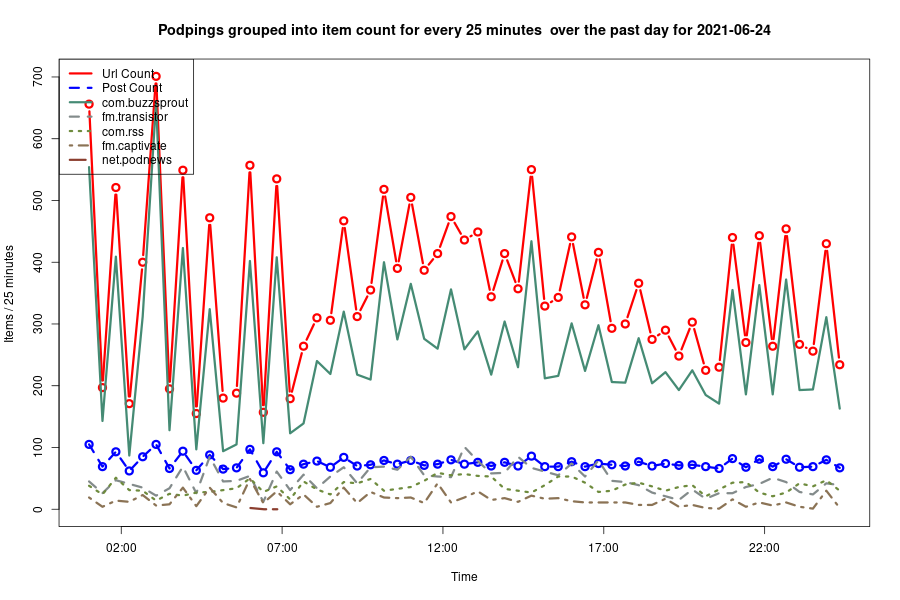 Podpings grouped into item count for every 25 minutes  over the past day for 2021-06-24
Items / 25 minutes
700
600
500
400
300
200
100
0
Url Count
Post Count
com.buzzsprout
fm.transistor
com.rss
fm.captivate
net.podnews
02:00 07:00 12:00 17:00 22:00
Time